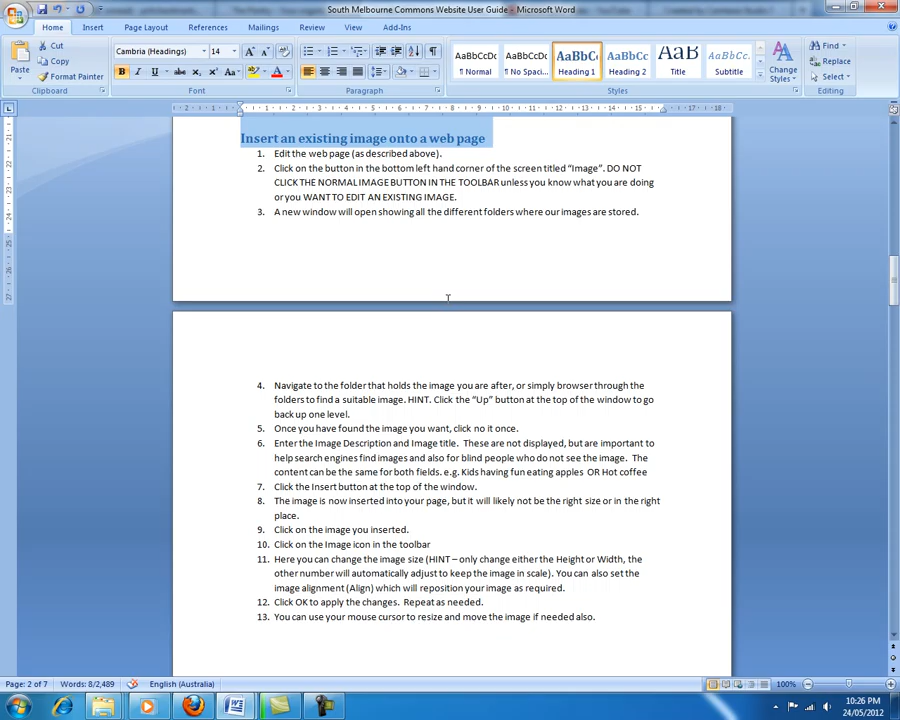 South Melbourne Commons Website User Guide - Microsoft Word
Home Insert Page Layout References Mailings Review View Add-Ins
Paste
Cut
Copy
Format Painter
Clipboard
Cambria (Headings) 14
Font
Paragraph
AaBbCcDc AaBbCcDc AaBbCc AaBbCc AaB AaBbCc.
¶ Normal ¶ No Spaci... Heading 1 Heading 2 Title Subtitle
Change
Styles
Styles
Find
Replace
Select
Editing
Insert an existing image onto a web page
1. Edit the web page (as described above).
2. Click on the button in the bottom left hand corner of the screen titled “Image”. DO NOT
CLICK THE NORMAL IMAGE BUTTON IN THE TOOLBAR unless you know what you are doing
or you WANT TO EDIT AN EXISTING IMAGE.
3. A new window will open showing all the different folders where our images are stored.
4. Navigate to the folder that holds the image you are after, or simply browser through the
folders to find a suitable image. HINT. Click the “Up” button at the top of the window to go
back up one level.
5. Once you have found the image you want, click no it once.
6. Enter the Image Description and Image title. These are not displayed, but are important to
help search engines find images and also for blind people who do not see the image. The
content can be the same for both fields. e.g. Kids having fun eating apples OR Hot coffee
7. Click the Insert button at the top of the window.
8. The image is now inserted into your page, but it will likely not be the right size or in the right
place.
9. Click on the image you inserted.
10. Click on the Image icon in the toolbar
11. Here you can change the image size (HINT – only change either the Height or Width, the
other number will automatically adjust to keep the image in scale). You can also set the
image alignment (Align) which will reposition your image as required.
12. Click OK to apply the changes. Repeat as needed.
13. You can use your mouse cursor to resize and move the image if needed also.
Page: 2 of 7 Words: 8/2,489 English (Australia) 100%
10:26 PM
24/05/2012